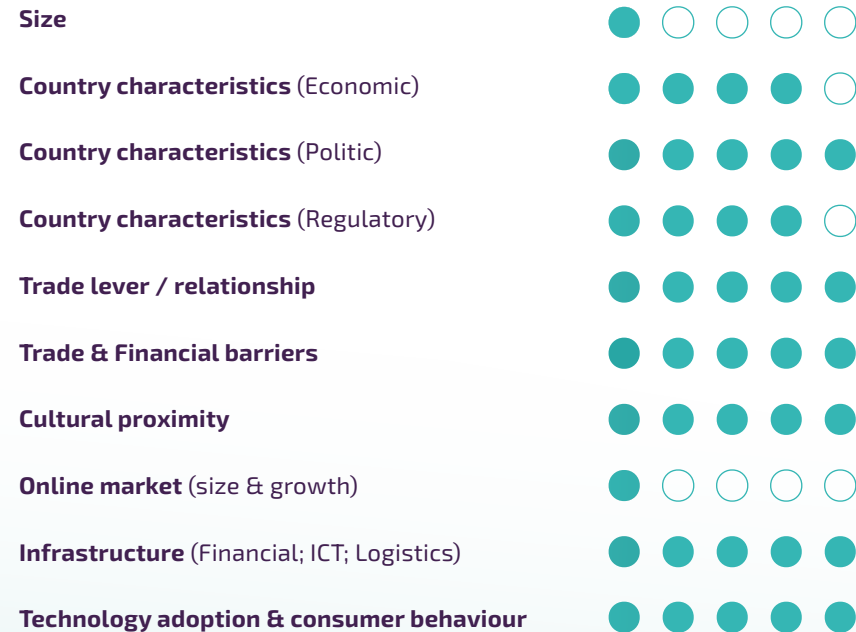 Size
Country characteristics (Economic)
Country characteristics (Politic)
Country characteristics (Regulatory)
Trade lever / relationship
Trade & Financial barriers
Cultural proximity
Online market (size & growth)
Infrastructure (Financial; ICT; Logistics)
Technology adoption & consumer behaviour